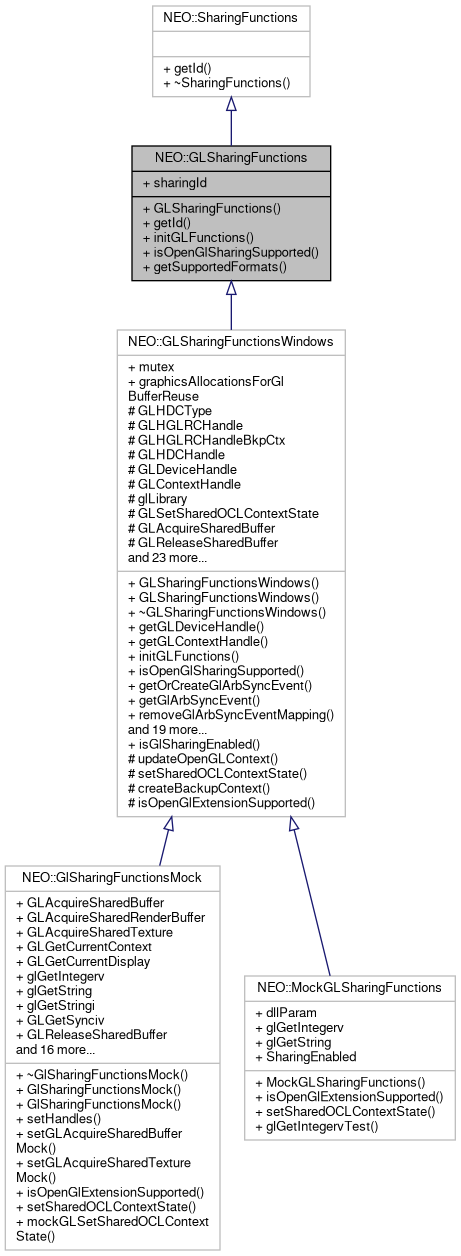 NEO::SharingFunctions
+ getId()
+ ~SharingFunctions()
NEO::GLSharingFunctions
+ sharingId
+ GLSharingFunctions()
+ getId()
+ initGLFunctions()
+ isOpenGlSharingSupported()
+ getSupportedFormats()
NEO::GLSharingFunctionsWindows
+ mutex
+ graphicsAllocationsForGl
BufferReuse
# GLHDCType
# GLHGLRCHandle
# GLHGLRCHandleBkpCtx
# GLHDCHandle
# GLDeviceHandle
# GLContextHandle
# glLibrary
# GLSetSharedOCLContextState
# GLAcquireSharedBuffer
# GLReleaseSharedBuffer
and 23 more...
+ GLSharingFunctionsWindows()
+ GLSharingFunctionsWindows()
+ ~GLSharingFunctionsWindows()
+ getGLDeviceHandle()
+ getGLContextHandle()
+ initGLFunctions()
+ isOpenGlSharingSupported()
+ getOrCreateGlArbSyncEvent()
+ getGlArbSyncEvent()
+ removeGlArbSyncEventMapping()
and 19 more...
+ isGlSharingEnabled()
# updateOpenGLContext()
# setSharedOCLContextState()
# createBackupContext()
# isOpenGlExtensionSupported()
NEO::GlSharingFunctionsMock
+ GLAcquireSharedBuffer
+ GLAcquireSharedRenderBuffer
+ GLAcquireSharedTexture
+ GLGetCurrentContext
+ GLGetCurrentDisplay
+ glGetIntegerv
+ glGetString
+ glGetStringi
+ GLGetSynciv
+ GLReleaseSharedBuffer
and 16 more...
+ ~GlSharingFunctionsMock()
+ GlSharingFunctionsMock()
+ GlSharingFunctionsMock()
+ setHandles()
+ setGLAcquireSharedBuffer
Mock()
+ setGLAcquireSharedTexture
Mock()
+ isOpenGlExtensionSupported()
+ setSharedOCLContextState()
+ mockGLSetSharedOCLContext
State()
NEO::MockGLSharingFunctions
+ dllParam
+ glGetIntegerv
+ glGetString
+ SharingEnabled
+ MockGLSharingFunctions()
+ isOpenGlExtensionSupported()
+ setSharedOCLContextState()
+ glGetIntegervTest()